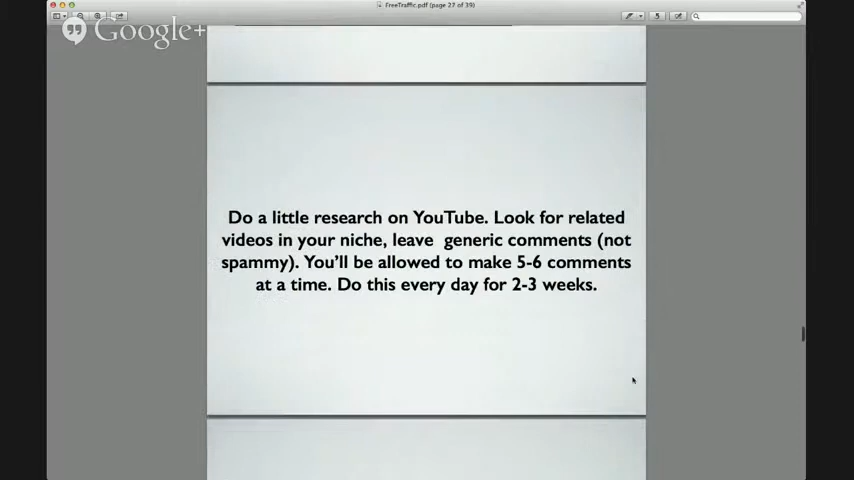 FreeTraffic.pdf (page 27 of 39)
Google+
Do a little research on YouTube. Look for related
videos in your niche, leave generic comments (not
spammy). You'll be allowed to make 5-6 comments
at a time. Do this every day for 2-3 weeks.